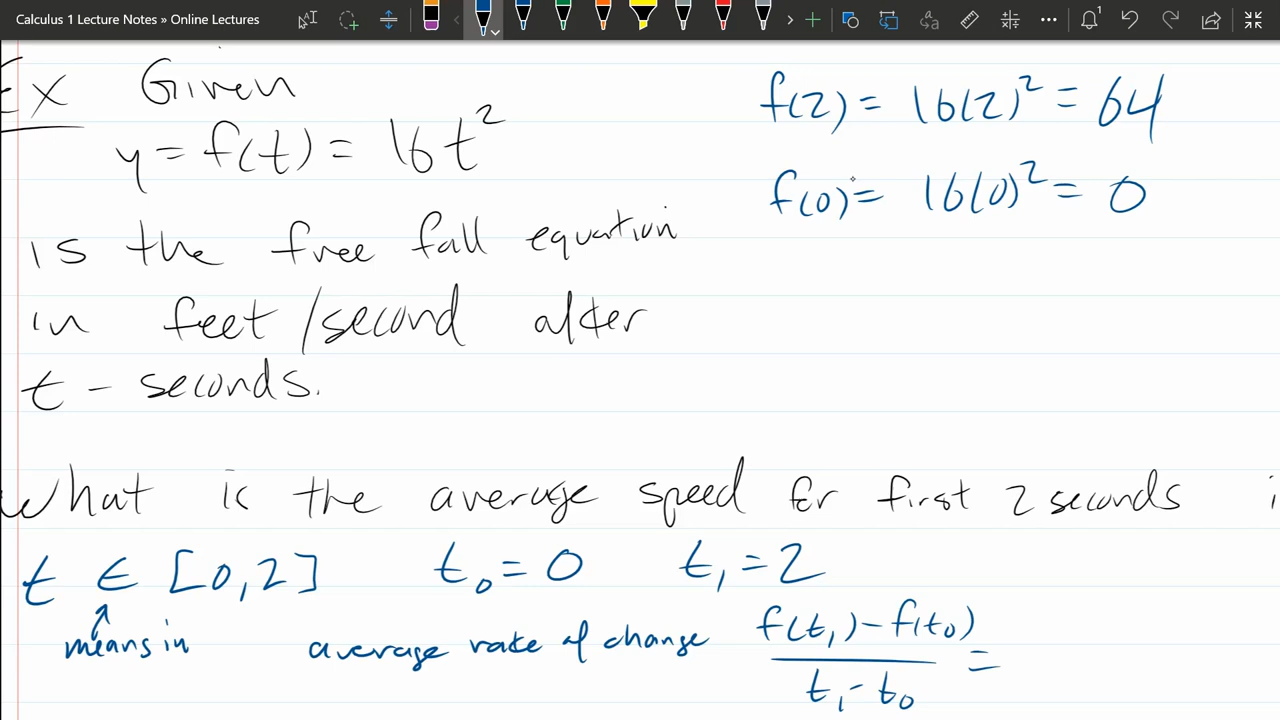 Calculus 1 Lecture Notes » Online Lectures
Ex Given
y = f(t) = 16t²
is the free fall equation
in feet/second after
t - seconds.
f(2) = 16(2)² = 64
f(0) = 16(0)² = 0
What is the average speed for first 2 seconds i
t ∈ [0,2] t₀ = 0 t₁ = 2
means in
average rate of change f(t₁) - f(t₀) / t₁ - t₀ =